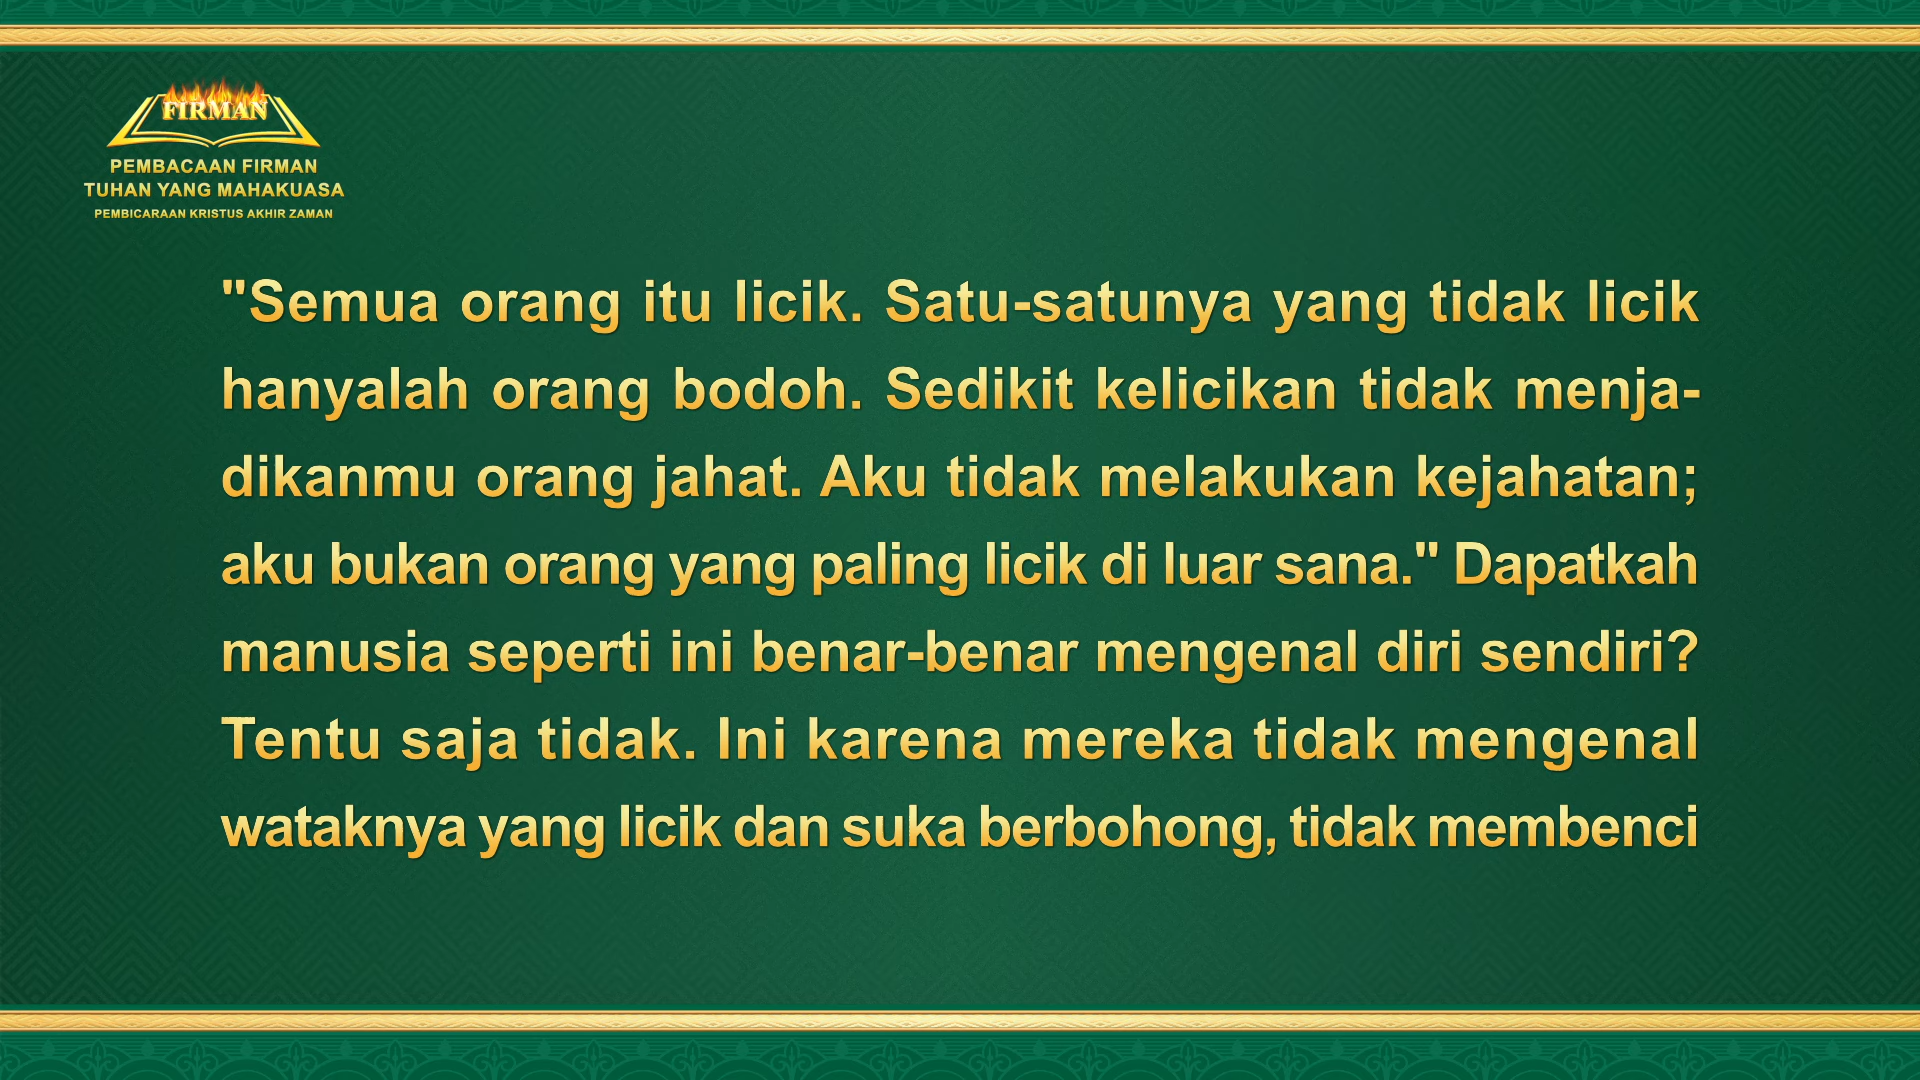 FIRMAN
PEMBACAAN FIRMAN
TUHAN YANG MAHAKUASA
PEMBICARAAN KRISTUS AKHIR ZAMAN
"Semua orang itu licik. Satu-satunya yang tidak licik
hanyalah orang bodoh. Sedikit kelicikan tidak menja-
dikanmu orang jahat. Aku tidak melakukan kejahatan;
aku bukan orang yang paling licik di luar sana." Dapatkah
manusia seperti ini benar-benar mengenal diri sendiri?
Tentu saja tidak. Ini karena mereka tidak mengenal
wataknya yang licik dan suka berbohong, tidak membenci